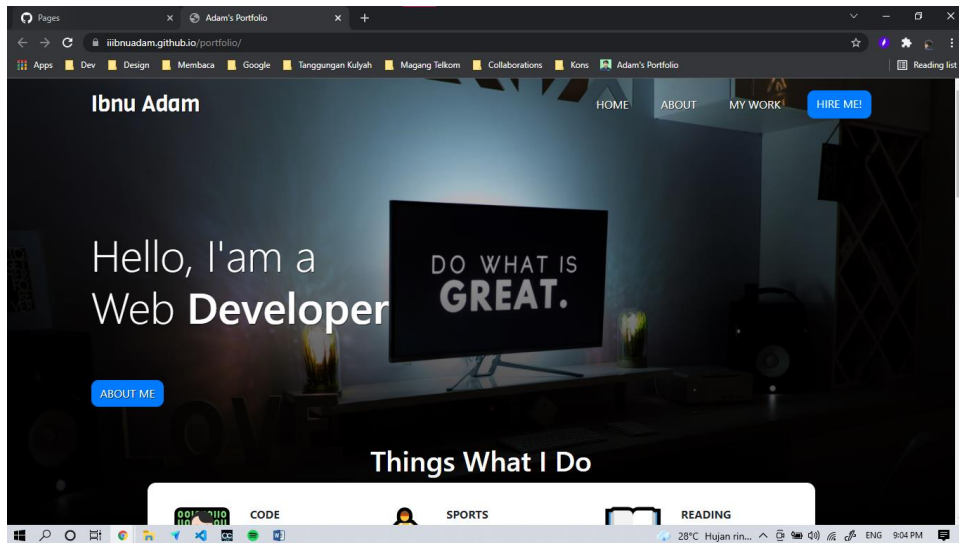 Pages
Adam's Portfolio
iiibnuadam.github.io/portfolio/
Apps Dev Design Membaca Google Tanggungan Kulyah Magang Telkom Collaborations Kons Adam's Portfolio Reading list
Ibnu Adam HOME ABOUT MY WORK HIRE ME!
Hello, I'am a
Web Developer
DO WHAT IS
GREAT.
ABOUT ME
LOVE
Things What I Do
CODE SPORTS READING
28°C Hujan rin... ENG 9:04 PM